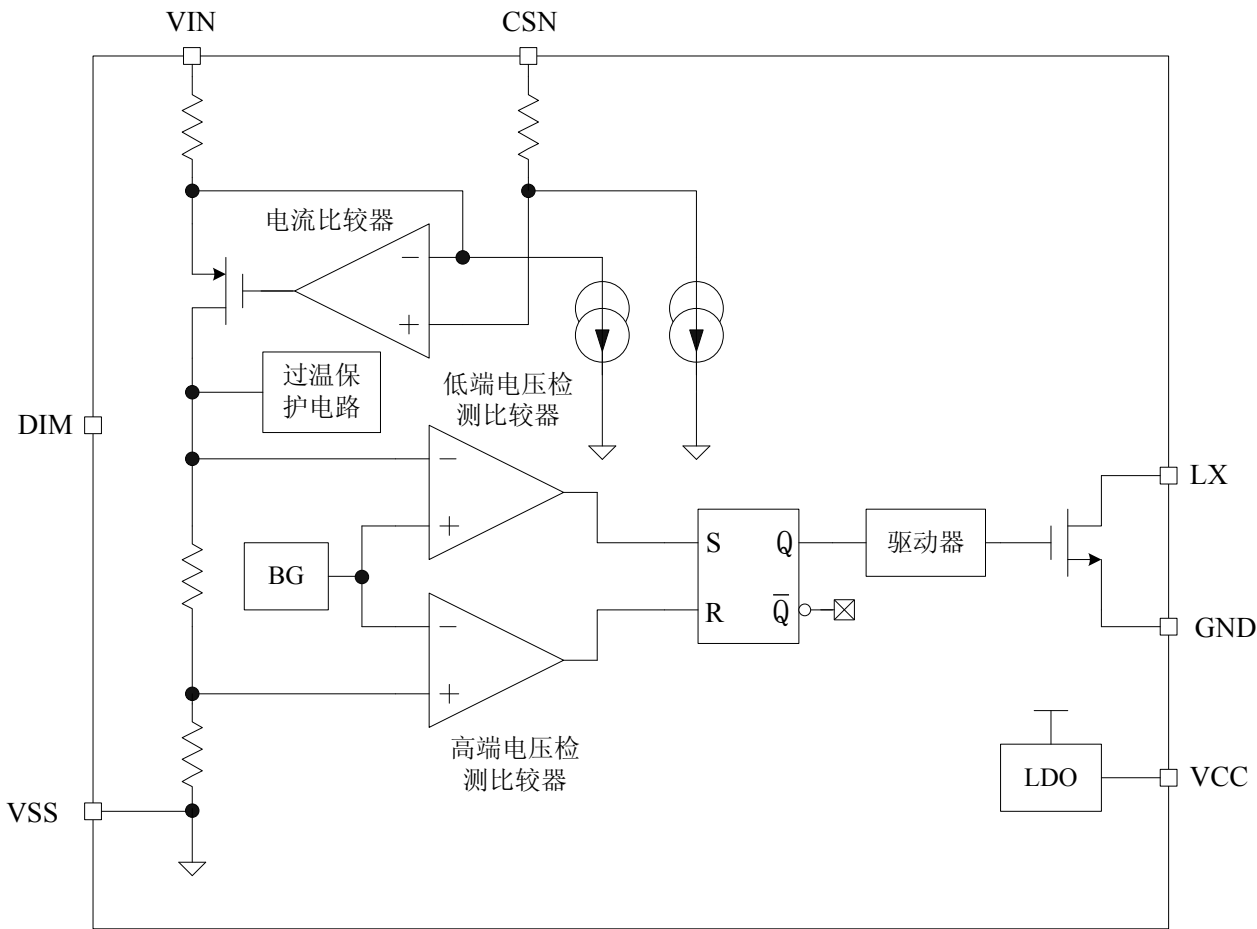 VIN
CSN
电流比较器
−
+
过温保
护电路
低端电压检
测比较器
DIM
−
+
LX
S
Q
驱动器
BG
R
Q̅
−
GND
+
高端电压检
测比较器
LDO
VCC
VSS